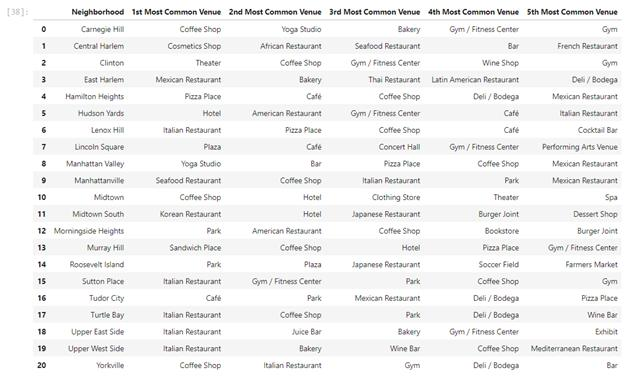 [38]:
Neighborhood 1st Most Common Venue 2nd Most Common Venue 3rd Most Common Venue 4th Most Common Venue 5th Most Common Venue
0 Carnegie Hill Coffee Shop Yoga Studio Bakery Gym / Fitness Center Gym
1 Central Harlem Cosmetics Shop African Restaurant Seafood Restaurant Bar French Restaurant
2 Clinton Theater Coffee Shop Gym / Fitness Center Wine Shop Gym
3 East Harlem Mexican Restaurant Bakery Thai Restaurant Latin American Restaurant Deli / Bodega
4 Hamilton Heights Pizza Place Café Coffee Shop Deli / Bodega Mexican Restaurant
5 Hudson Yards Hotel American Restaurant Gym / Fitness Center Café Italian Restaurant
6 Lenox Hill Italian Restaurant Pizza Place Coffee Shop Café Cocktail Bar
7 Lincoln Square Plaza Café Concert Hall Gym / Fitness Center Performing Arts Venue
8 Manhattan Valley Yoga Studio Bar Pizza Place Coffee Shop Mexican Restaurant
9 Manhattanville Seafood Restaurant Coffee Shop Italian Restaurant Park Mexican Restaurant
10 Midtown Coffee Shop Hotel Clothing Store Theater Spa
11 Midtown South Korean Restaurant Hotel Japanese Restaurant Burger Joint Dessert Shop
12 Morningside Heights Park American Restaurant Coffee Shop Bookstore Burger Joint
13 Murray Hill Sandwich Place Coffee Shop Hotel Pizza Place Gym / Fitness Center
14 Roosevelt Island Park Plaza Japanese Restaurant Soccer Field Farmers Market
15 Sutton Place Italian Restaurant Gym / Fitness Center Park Coffee Shop Gym
16 Tudor City Café Park Mexican Restaurant Deli / Bodega Pizza Place
17 Turtle Bay Italian Restaurant Coffee Shop Park Deli / Bodega Wine Bar
18 Upper East Side Italian Restaurant Juice Bar Bakery Gym / Fitness Center Exhibit
19 Upper West Side Italian Restaurant Bakery Wine Bar Coffee Shop Mediterranean Restaurant
20 Yorkville Coffee Shop Italian Restaurant Gym Deli / Bodega Bar